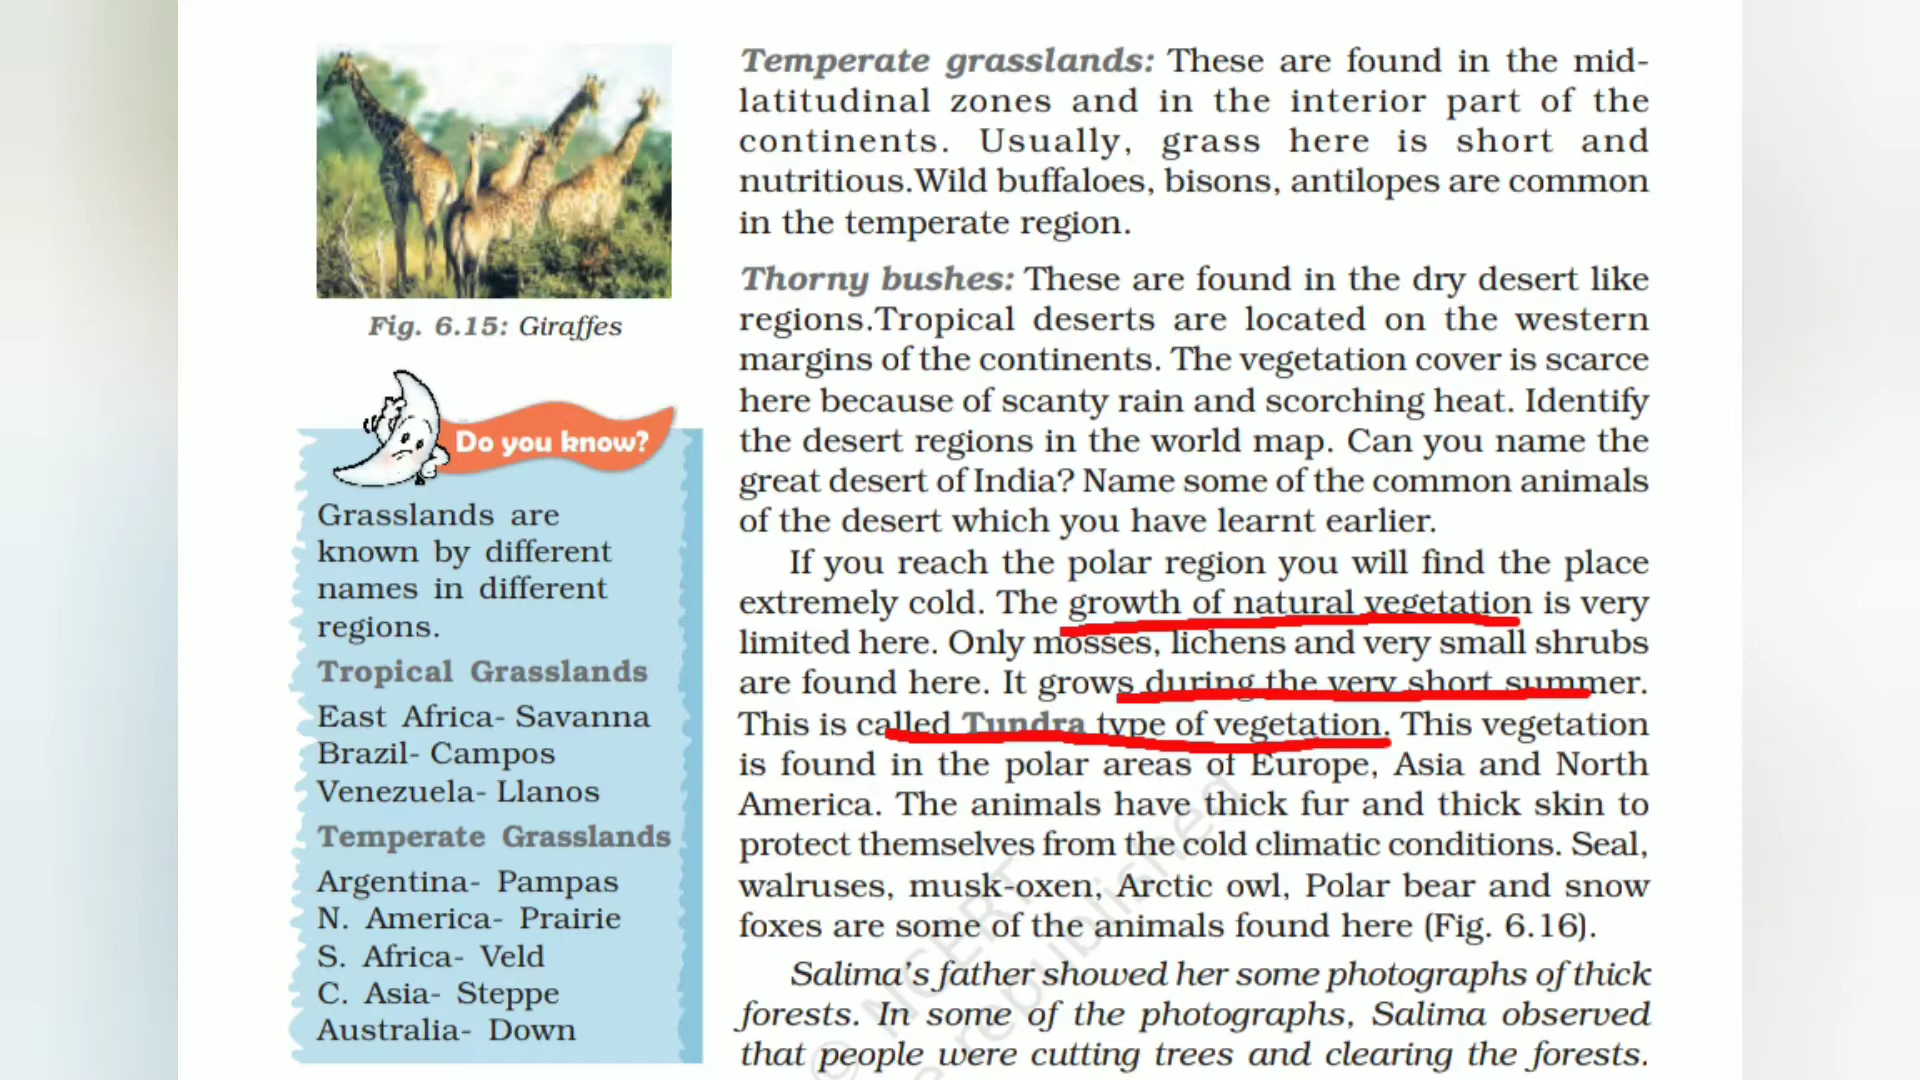 Fig. 6.15: Giraffes
Do you know?
Grasslands are
known by different
names in different
regions.
Tropical Grasslands
East Africa- Savanna
Brazil- Campos
Venezuela- Llanos
Temperate Grasslands
Argentina- Pampas
N. America- Prairie
S. Africa- Veld
C. Asia- Steppe
Australia- Down
Temperate grasslands: These are found in the mid-
latitudinal zones and in the interior part of the
continents. Usually, grass here is short and
nutritious.Wild buffaloes, bisons, antilopes are common
in the temperate region.
Thorny bushes: These are found in the dry desert like
regions.Tropical deserts are located on the western
margins of the continents. The vegetation cover is scarce
here because of scanty rain and scorching heat. Identify
the desert regions in the world map. Can you name the
great desert of India? Name some of the common animals
of the desert which you have learnt earlier.
If you reach the polar region you will find the place
extremely cold. The growth of natural vegetation is very
limited here. Only mosses, lichens and very small shrubs
are found here. It grows during the very short summer.
This is called Tundra type of vegetation. This vegetation
is found in the polar areas of Europe, Asia and North
America. The animals have thick fur and thick skin to
protect themselves from the cold climatic conditions. Seal,
walruses, musk-oxen, Arctic owl, Polar bear and snow
foxes are some of the animals found here (Fig. 6.16).
Salima's father showed her some photographs of thick
forests. In some of the photographs, Salima observed
that people were cutting trees and clearing the forests.
© NCERT
republished